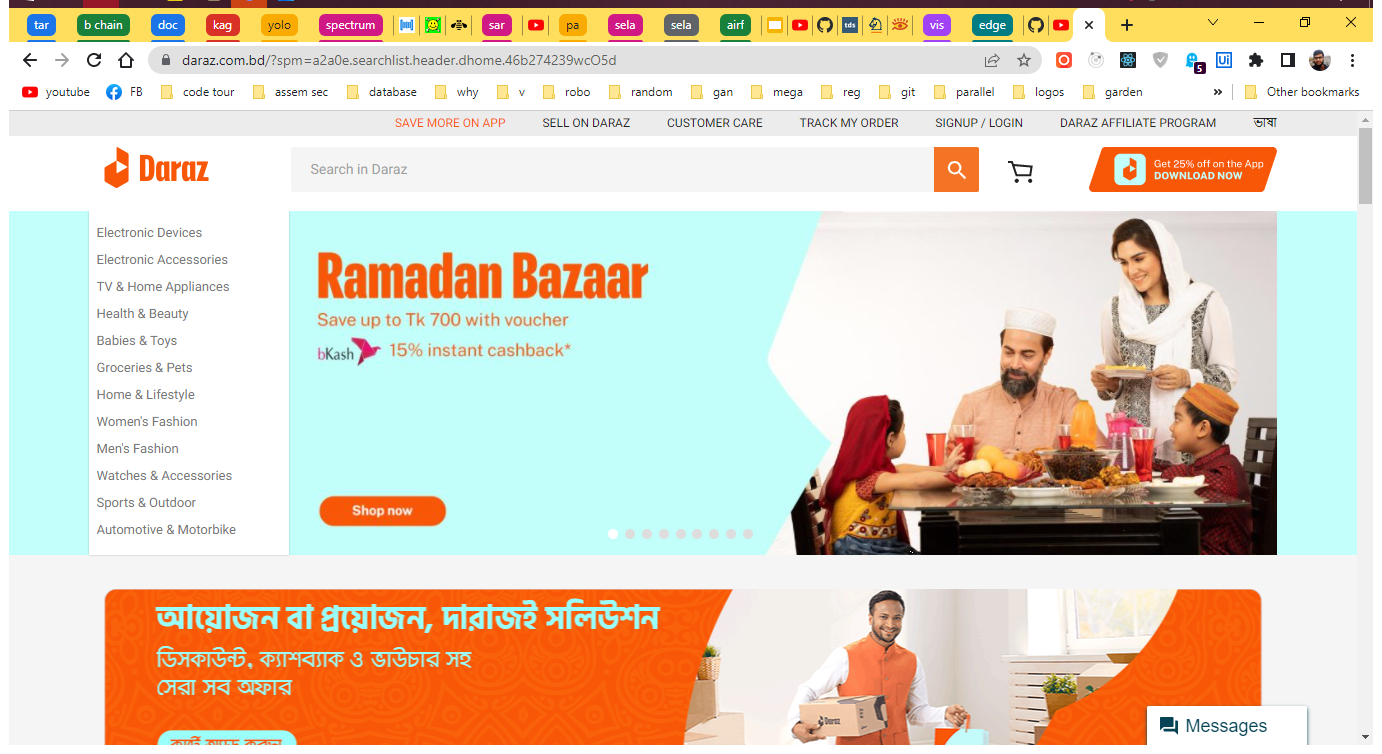 tar b chain doc kag yolo spectrum sar pa sela sela airf tds vis edge
daraz.com.bd/?spm=a2a0e.searchlist.header.dhome.46b274239wcO5d
5
youtube FB code tour assem sec database why v robo random gan mega reg git parallel logos garden » Other bookmarks
SAVE MORE ON APP SELL ON DARAZ CUSTOMER CARE TRACK MY ORDER SIGNUP / LOGIN DARAZ AFFILIATE PROGRAM ভাষা
Daraz
Search in Daraz
Get 25% off on the App
DOWNLOAD NOW
Electronic Devices
Electronic Accessories
TV & Home Appliances
Health & Beauty
Babies & Toys
Groceries & Pets
Home & Lifestyle
Women's Fashion
Men's Fashion
Watches & Accessories
Sports & Outdoor
Automotive & Motorbike
Ramadan Bazaar
Save up to Tk 700 with voucher
bKash 15% instant cashback*
Shop now
আয়োজন বা প্রয়োজন, দারাজই সলিউশন
ডিসকাউন্ট, ক্যাশব্যাক ও ভাউচার সহ
সেরা সব অফার
Daraz
Messages